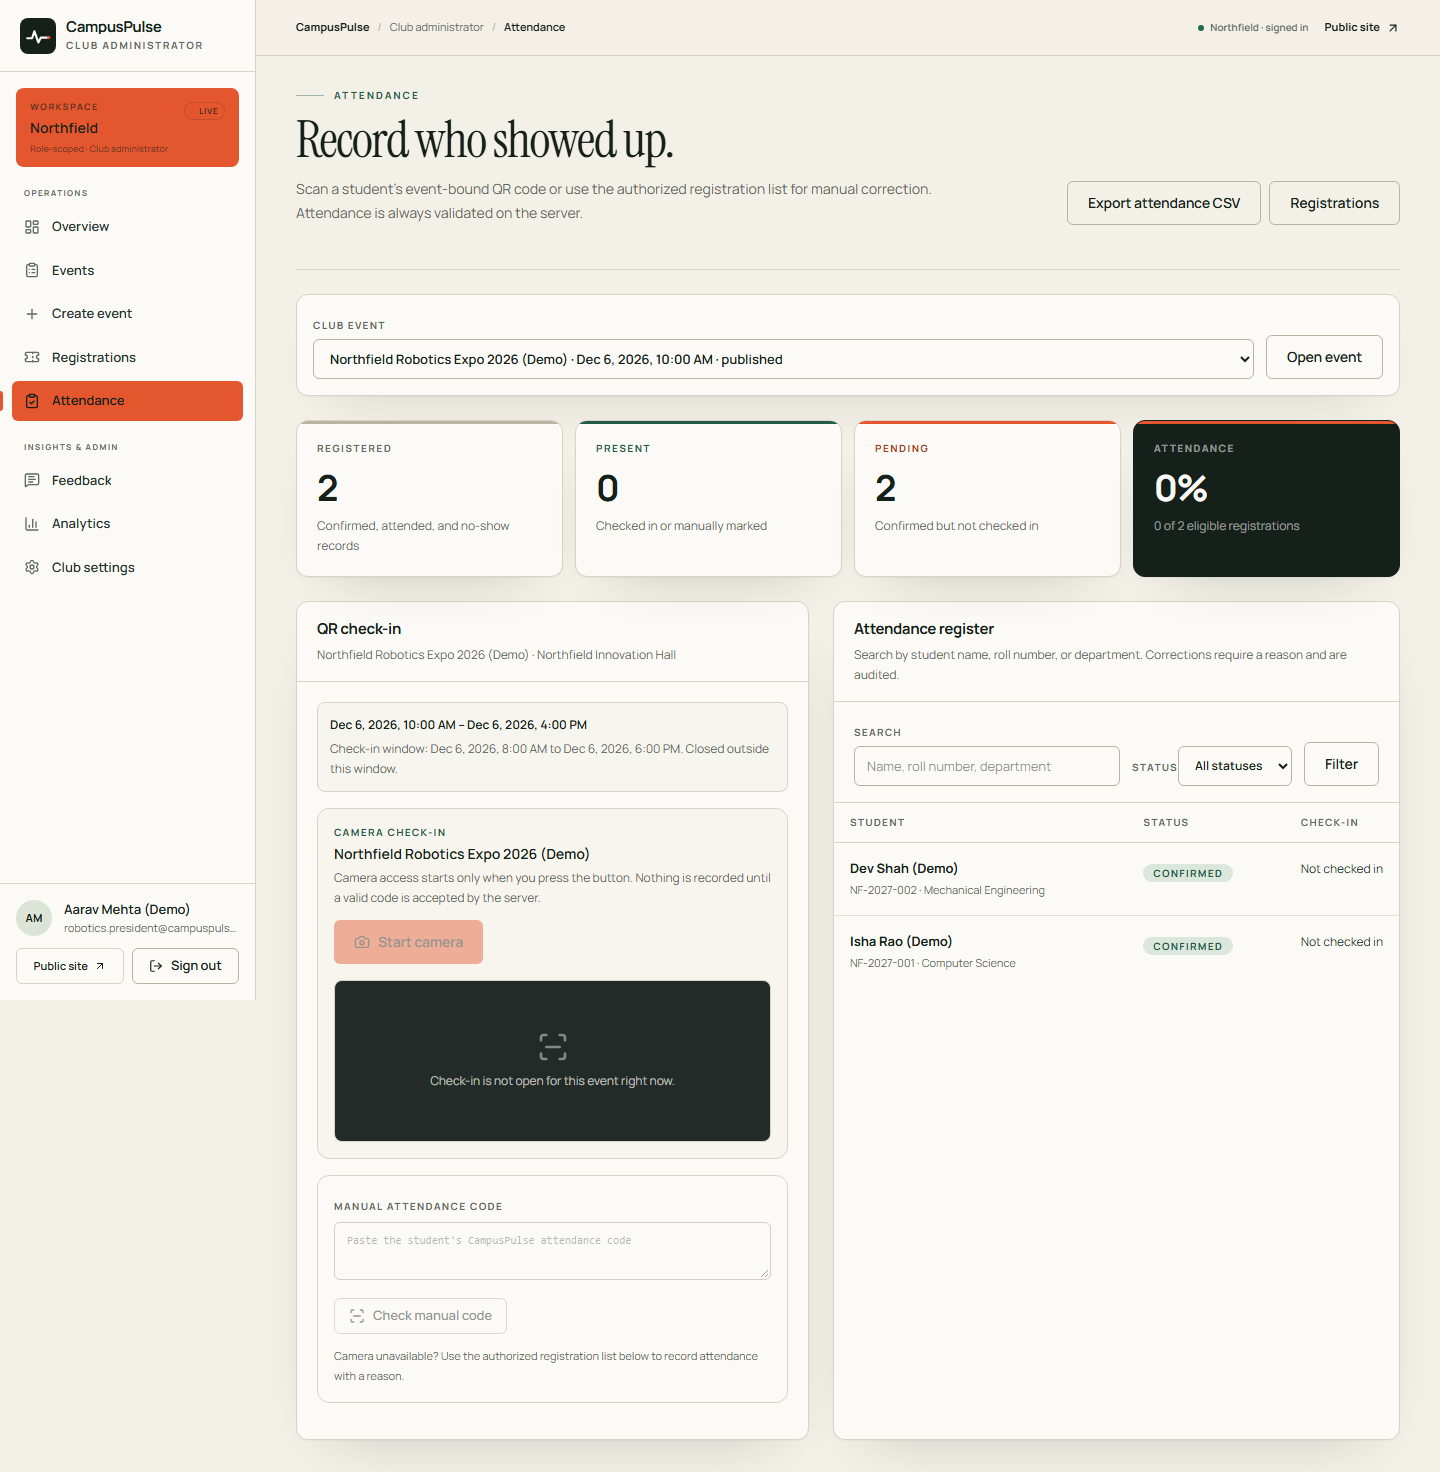 CampusPulse
CLUB ADMINISTRATOR
WORKSPACE
LIVE
Northfield
Role-scoped · Club administrator
OPERATIONS
Overview
Events
Create event
Registrations
Attendance
INSIGHTS & ADMIN
Feedback
Analytics
Club settings
AM
Aarav Mehta (Demo)
robotics.president@campuspuls...
Public site
Sign out
CampusPulse / Club administrator / Attendance
Northfield · signed in
Public site
ATTENDANCE
Record who showed up.
Scan a student's event-bound QR code or use the authorized registration list for manual correction.
Attendance is always validated on the server.
Export attendance CSV
Registrations
CLUB EVENT
Northfield Robotics Expo 2026 (Demo) · Dec 6, 2026, 10:00 AM · published
Open event
REGISTERED
2
Confirmed, attended, and no-show
records
PRESENT
0
Checked in or manually marked
PENDING
2
Confirmed but not checked in
ATTENDANCE
0%
0 of 2 eligible registrations
QR check-in
Northfield Robotics Expo 2026 (Demo) · Northfield Innovation Hall
Dec 6, 2026, 10:00 AM – Dec 6, 2026, 4:00 PM
Check-in window: Dec 6, 2026, 8:00 AM to Dec 6, 2026, 6:00 PM. Closed outside
this window.
CAMERA CHECK-IN
Northfield Robotics Expo 2026 (Demo)
Camera access starts only when you press the button. Nothing is recorded until
a valid code is accepted by the server.
Start camera
Check-in is not open for this event right now.
MANUAL ATTENDANCE CODE
Paste the student's CampusPulse attendance code
Check manual code
Camera unavailable? Use the authorized registration list below to record attendance
with a reason.
Attendance register
Search by student name, roll number, or department. Corrections require a reason and are
audited.
SEARCH
Name, roll number, department
STATUS
All statuses
Filter
STUDENT
STATUS
CHECK-IN
Dev Shah (Demo)
NF-2027-002 · Mechanical Engineering
CONFIRMED
Not checked in
Isha Rao (Demo)
NF-2027-001 · Computer Science
CONFIRMED
Not checked in